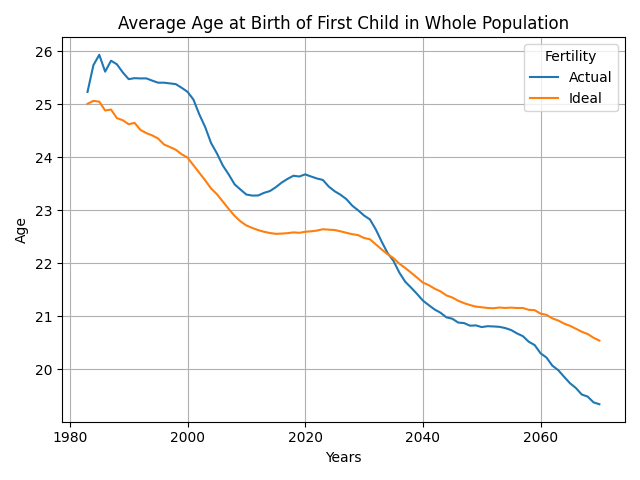 Average Age at Birth of First Child in Whole Population
Fertility
Actual
Ideal
Age
26
25
24
23
22
21
20
1980
2000
2020
2040
2060
Years